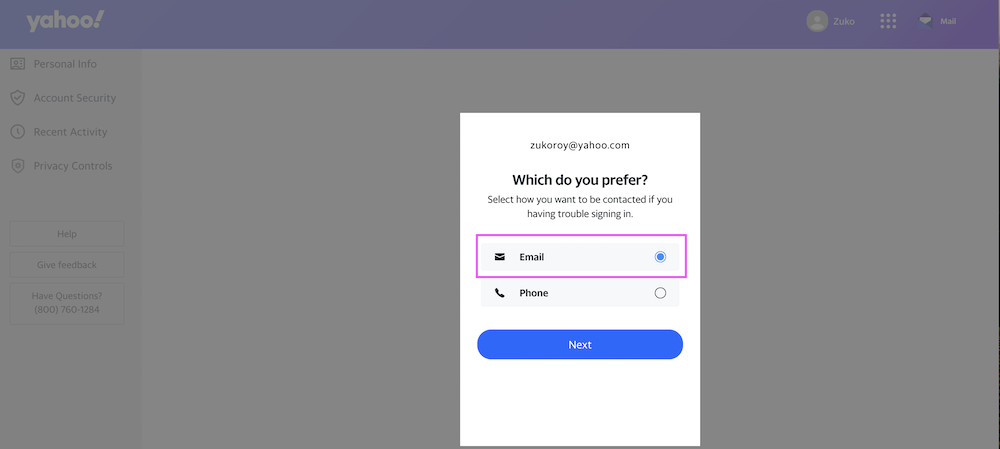 yahoo!
Zuko
Mail
Personal Info
Account Security
Recent Activity
Privacy Controls
Help
Give feedback
Have Questions?
(800) 760-1284
zukoroy@yahoo.com
Which do you prefer?
Select how you want to be contacted if you
having trouble signing in.
Email
Phone
Next